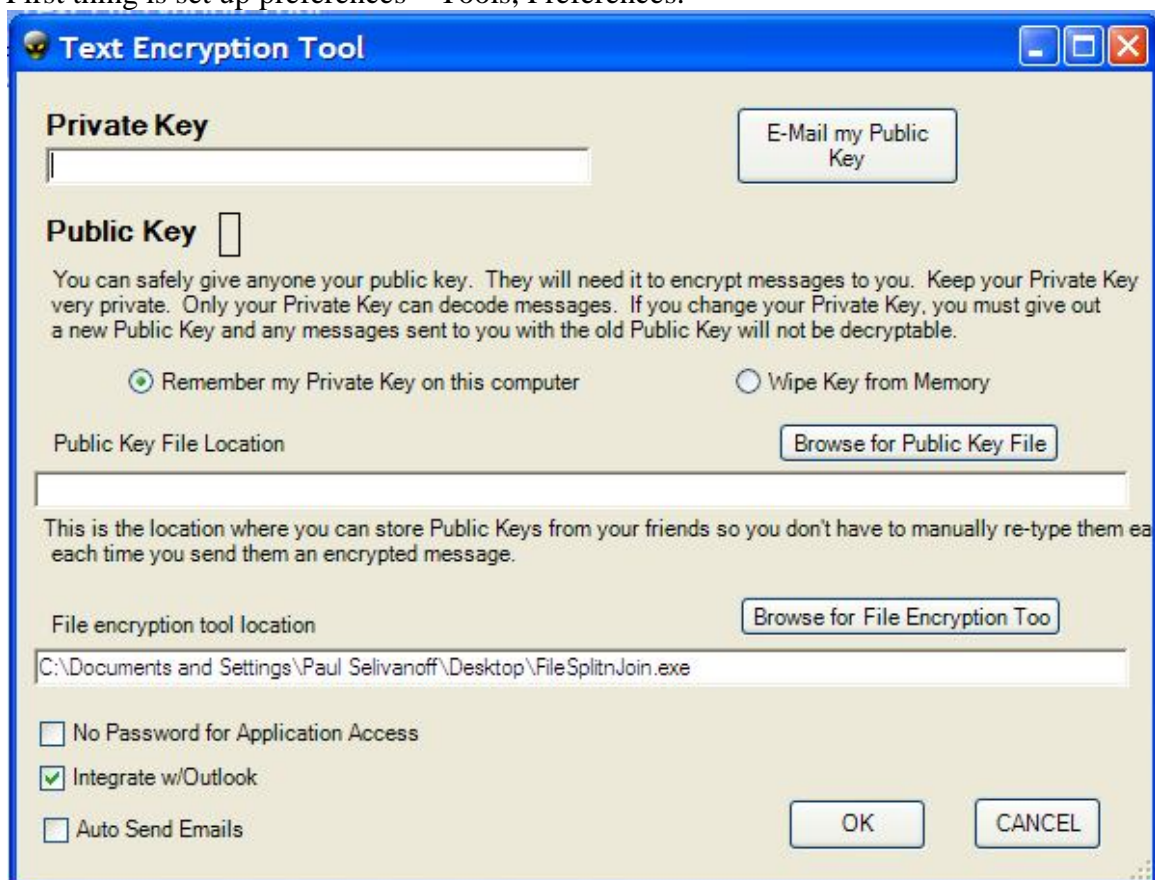 First thing is set up preferences – Tools, Preferences.
Text Encryption Tool
Private Key
E-Mail my Public
Key
Public Key
You can safely give anyone your public key. They will need it to encrypt messages to you. Keep your Private Key
very private. Only your Private Key can decode messages. If you change your Private Key, you must give out
a new Public Key and any messages sent to you with the old Public Key will not be decryptable.
Remember my Private Key on this computer
Wipe Key from Memory
Public Key File Location
Browse for Public Key File
This is the location where you can store Public Keys from your friends so you don't have to manually re-type them ea
each time you send them an encrypted message.
File encryption tool location
Browse for File Encryption Too
C:\Documents and Settings\Paul Selivanoff\Desktop\FileSplitnJoin.exe
No Password for Application Access
Integrate w/Outlook
Auto Send Emails
OK
CANCEL